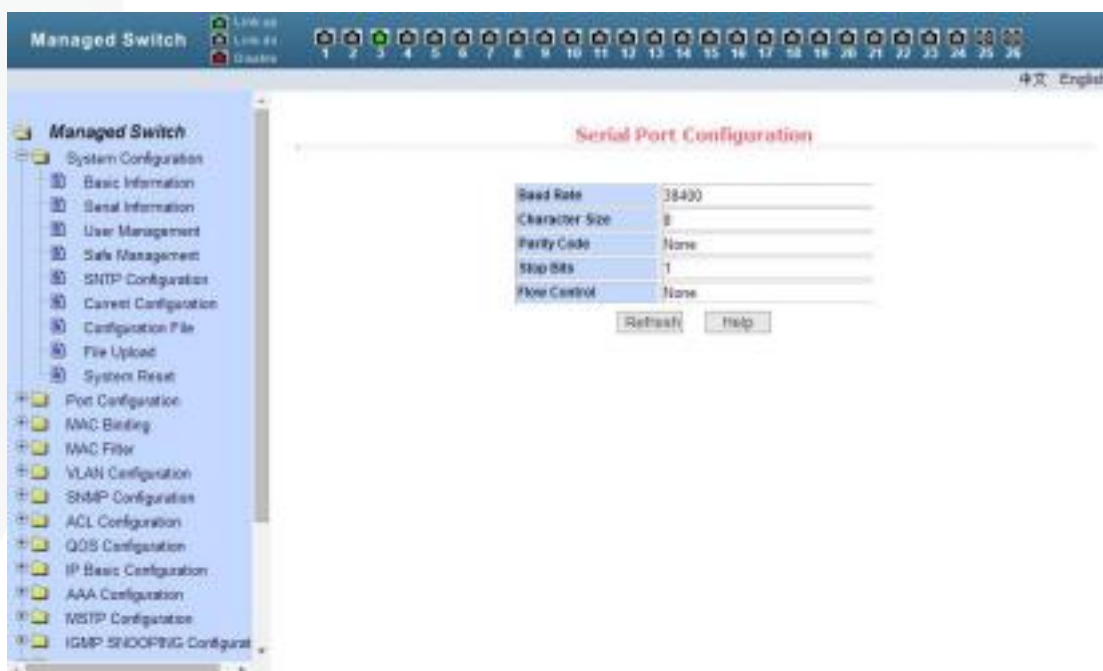 Managed Switch
Link up
Link dn
Disable
1 2 3 4 5 6 7 8 9 10 11 12 13 14 15 16 17 18 19 20 21 22 23 24 25 26
中文 English
Managed Switch
System Configuration
Basic Information
Serial Information
User Management
Safe Management
SNTP Configuration
Current Configuration
Configuration File
File Upload
System Reset
Port Configuration
MAC Binding
MAC Filter
VLAN Configuration
SNMP Configuration
ACL Configuration
QOS Configuration
IP Basic Configuration
AAA Configuration
MSTP Configuration
IGMP SNOOPING Configurat
Serial Port Configuration
Baud Rate 38400
Character Size 8
Parity Code None
Stop Bits 1
Flow Control None
Refresh Help